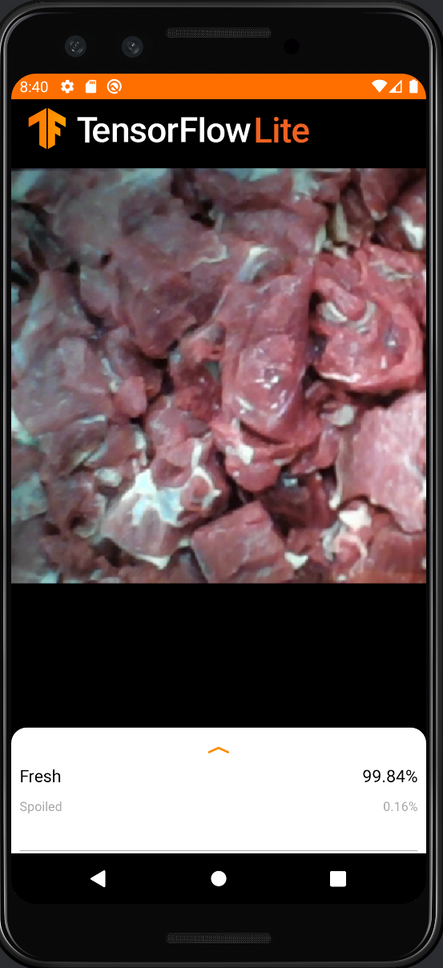 8:40
TensorFlow Lite
Fresh 99.84%
Spoiled 0.16%